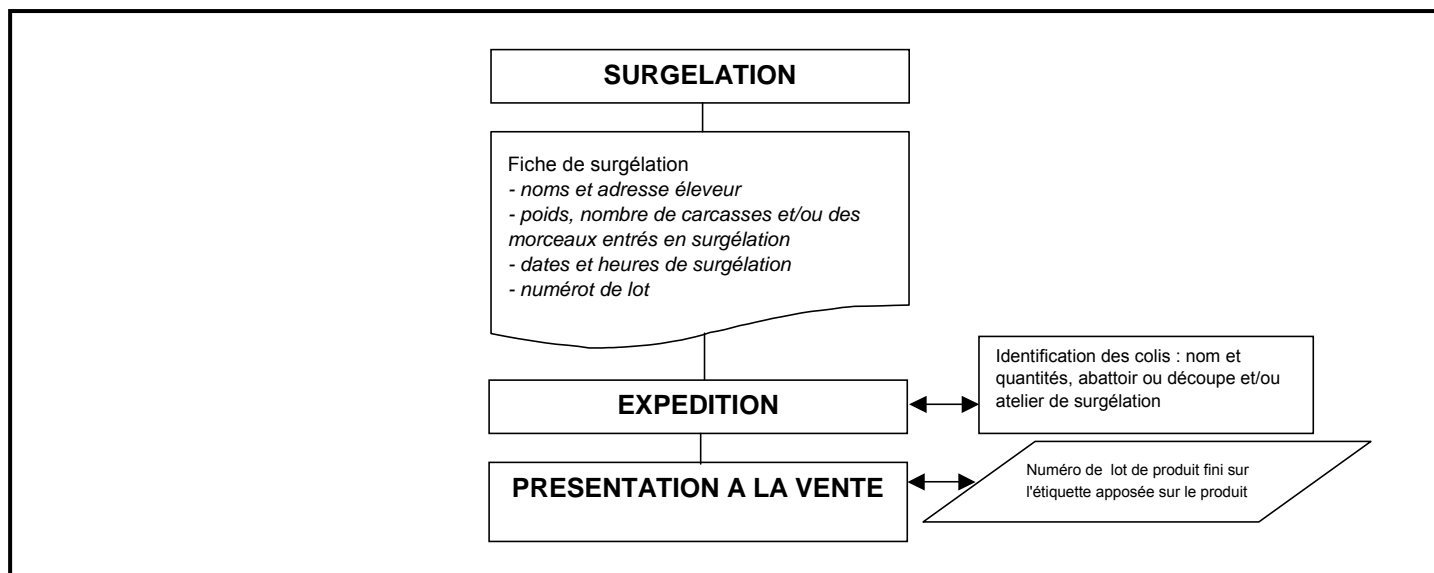 SURGELATION
Fiche de surgélation
- noms et adresse éleveur
- poids, nombre de carcasses et/ou des
morceaux entrés en surgélation
- dates et heures de surgélation
- numérot de lot
EXPEDITION
Identification des colis : nom et
quantités, abattoir ou découpe et/ou
atelier de surgélation
PRESENTATION A LA VENTE
Numéro de lot de produit fini sur
l'étiquette apposée sur le produit